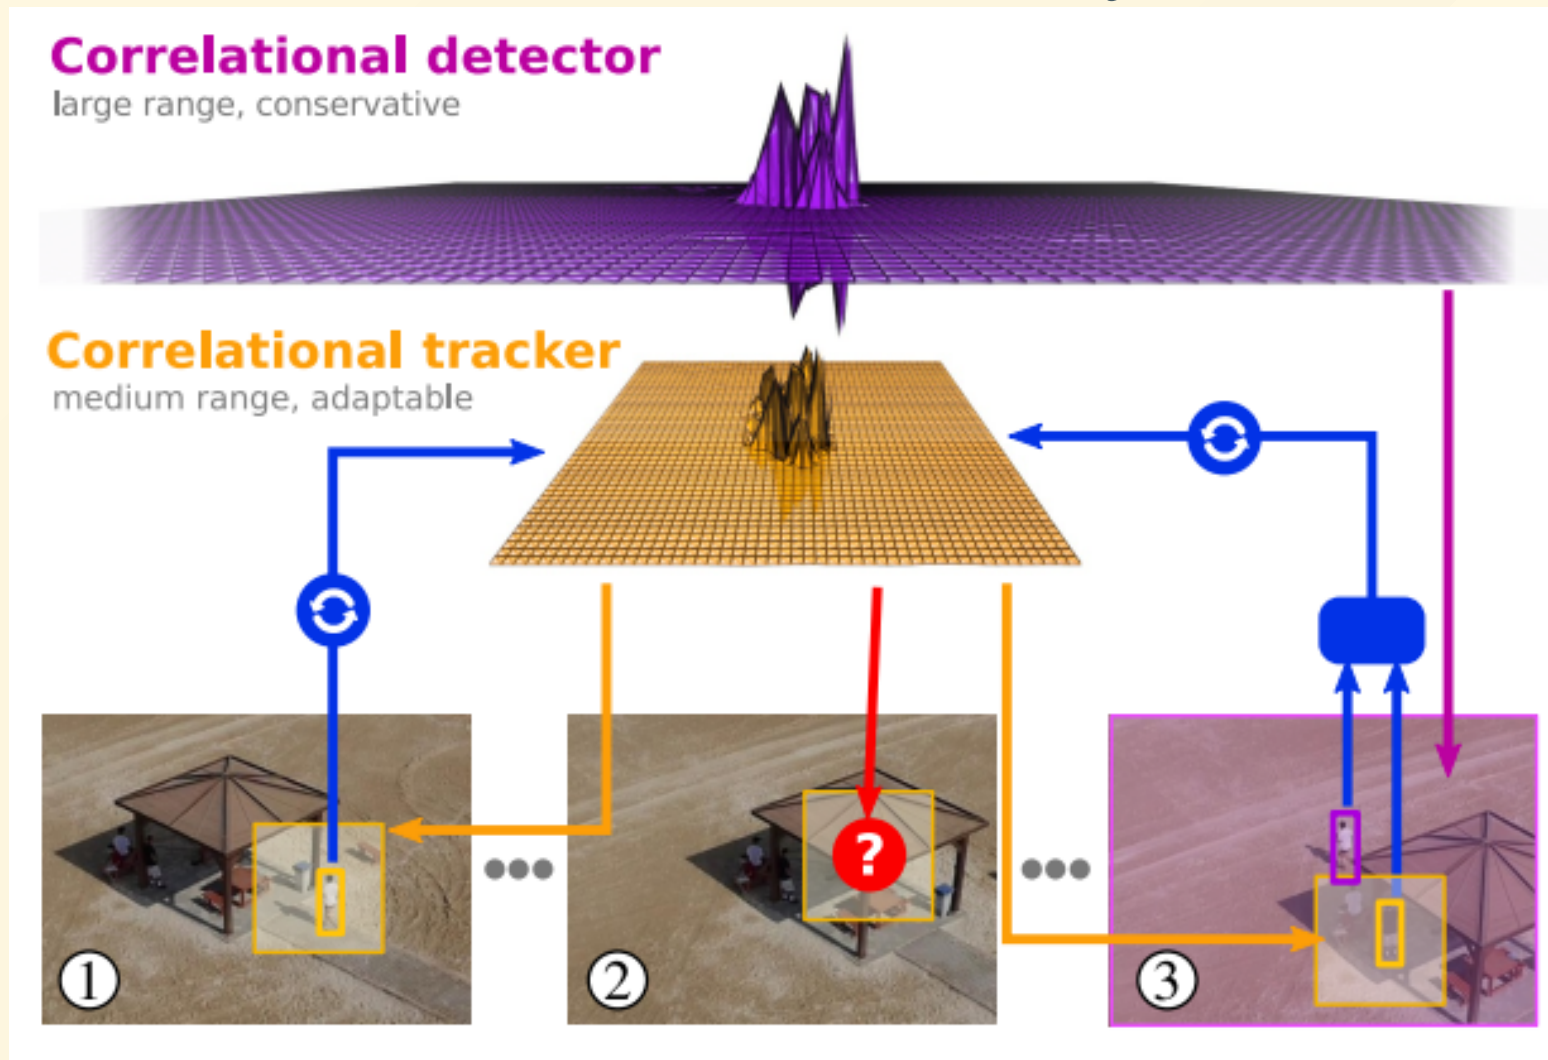 Correlational detector
large range, conservative
Correlational tracker
medium range, adaptable
?
1
2
3